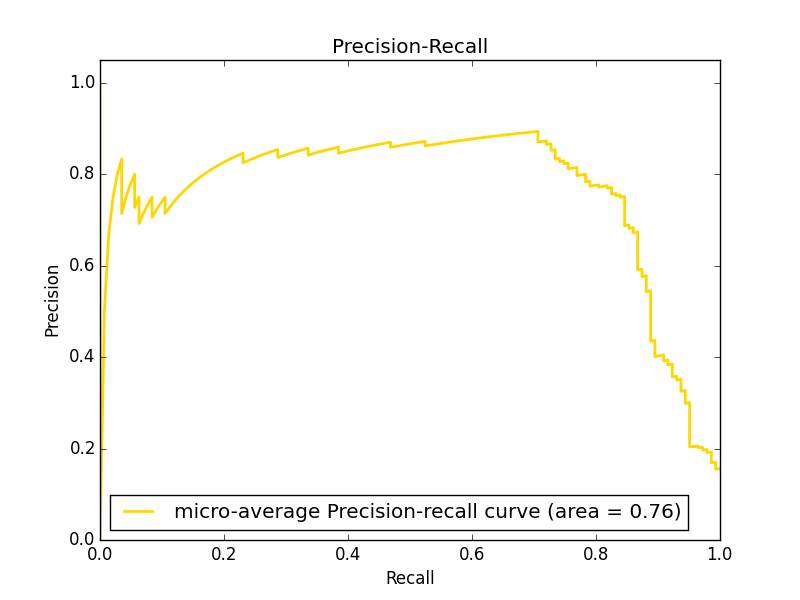 Precision-Recall
1.0
0.8
0.6
0.4
0.2
0.0
Precision
micro-average Precision-recall curve (area = 0.76)
0.0 0.2 0.4 0.6 0.8 1.0
Recall